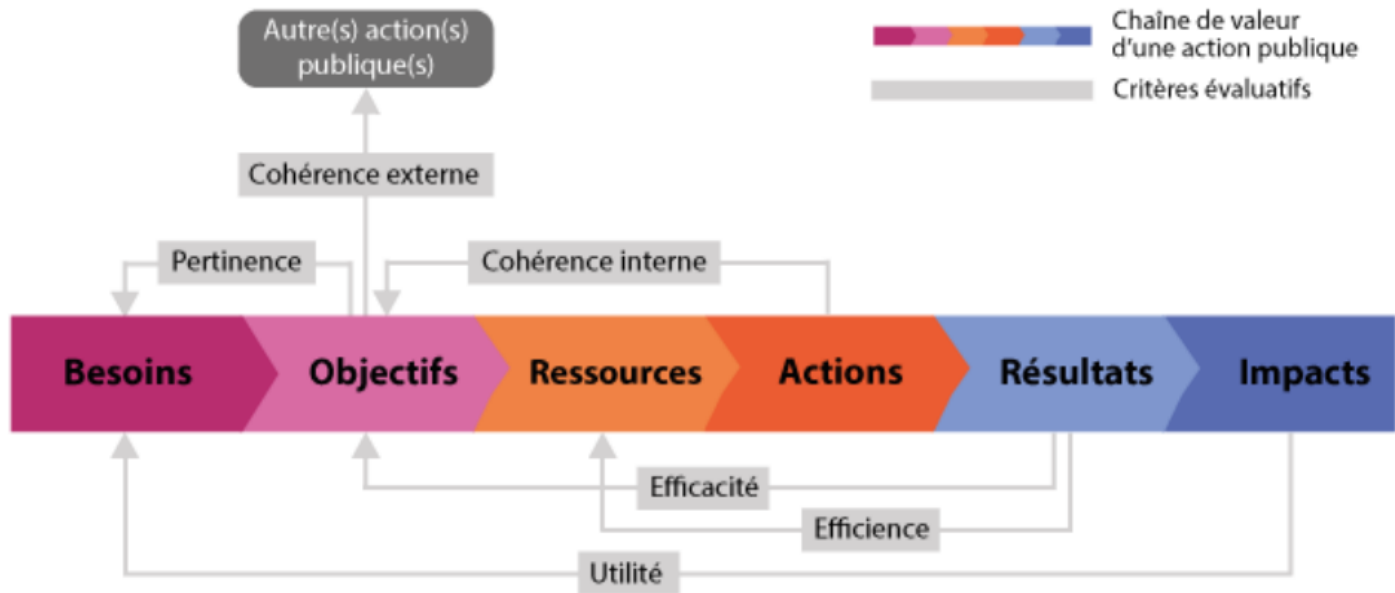 Autre(s) action(s)
publique(s)
Chaîne de valeur
d'une action publique
Critères évaluatifs
Cohérence externe
Pertinence
Cohérence interne
Besoins
Objectifs
Ressources
Actions
Résultats
Impacts
Efficacité
Efficience
Utilité